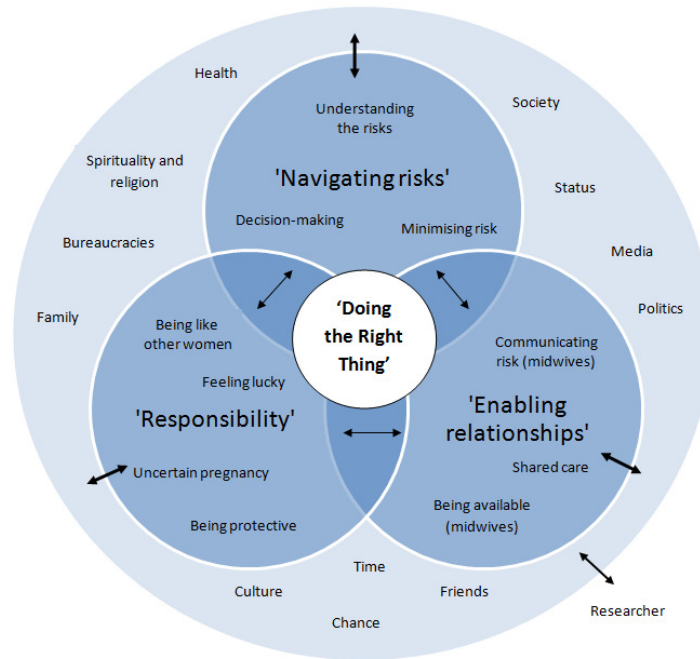 Health
Society
Understanding
the risks
Spirituality and
religion
'Navigating risks'
Status
Decision-making
Minimising risk
Bureaucracies
Media
Family
Politics
'Doing
the Right
Thing'
Being like
other women
Communicating
risk (midwives)
Feeling lucky
'Responsibility'
'Enabling
relationships'
Uncertain pregnancy
Shared care
Being protective
Being available
(midwives)
Time
Culture
Friends
Chance
Researcher